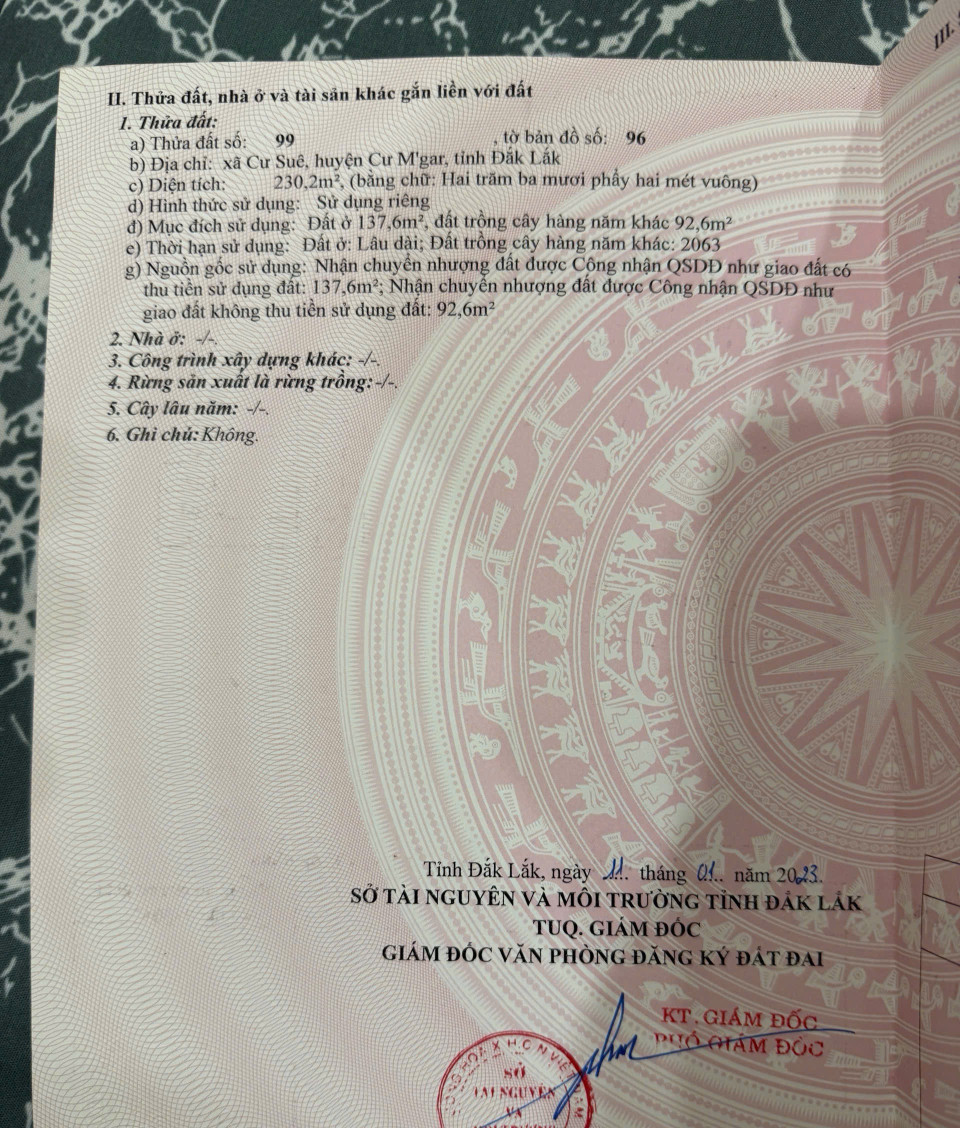 III.
II. Thửa đất, nhà ở và tài sản khác gắn liền với đất
1. Thửa đất:
a) Thửa đất số: 99 , tờ bản đồ số: 96
b) Địa chỉ: xã Cư Suê, huyện Cư M'gar, tỉnh Đắk Lắk
c) Diện tích: 230,2m², (bằng chữ: Hai trăm ba mươi phẩy hai mét vuông)
d) Hình thức sử dụng: Sử dụng riêng
đ) Mục đích sử dụng: Đất ở 137,6m², đất trồng cây hàng năm khác 92,6m²
e) Thời hạn sử dụng: Đất ở: Lâu dài; Đất trồng cây hàng năm khác: 2063
g) Nguồn gốc sử dụng: Nhận chuyển nhượng đất được Công nhận QSDĐ như giao đất có
thu tiền sử dụng đất: 137,6m²; Nhận chuyển nhượng đất được Công nhận QSDĐ như
giao đất không thu tiền sử dụng đất: 92,6m²
2. Nhà ở: -/-.
3. Công trình xây dựng khác: -/-.
4. Rừng sản xuất là rừng trồng: -/-.
5. Cây lâu năm: -/-.
6. Ghi chú: Không.
Tỉnh Đắk Lắk, ngày 11 tháng 01 năm 2023.
SỞ TÀI NGUYÊN VÀ MÔI TRƯỜNG TỈNH ĐẮK LẮK
TUQ. GIÁM ĐỐC
GIÁM ĐỐC VĂN PHÒNG ĐĂNG KÝ ĐẤT ĐAI
KT. GIÁM ĐỐC
PHÓ GIÁM ĐỐC
SỞ
TÀI NGUYÊN
VÀ